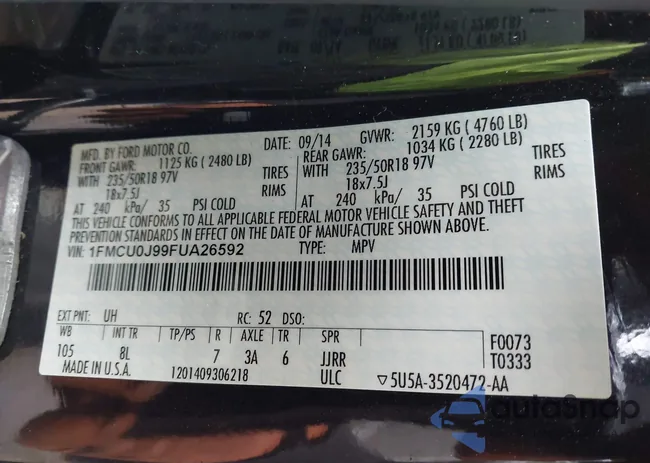 MFD. BY FORD MOTOR CO. DATE: 09/14 GVWR: 2159 KG ( 4760 LB)
FRONT GAWR: 1125 KG ( 2480 LB) REAR GAWR: 1034 KG ( 2280 LB)
WITH 235/50R18 97V TIRES WITH 235/50R18 97V TIRES
18x7.5J RIMS 18x7.5J RIMS
AT 240 kPa/ 35 PSI COLD AT 240 kPa/ 35 PSI COLD
THIS VEHICLE CONFORMS TO ALL APPLICABLE FEDERAL MOTOR VEHICLE SAFETY AND THEFT
PREVENTION STANDARDS IN EFFECT ON THE DATE OF MANUFACTURE SHOWN ABOVE.
VIN: 1FMCU0J99FUA26592 TYPE: MPV
EXT PNT: UH RC: 52 DSO:
WB INT TR TP/PS R AXLE TR SPR F0073
105 8L 7 3A 6 JJRR T0333
MADE IN U.S.A. 1201409306218 ULC ▽5U5A-3520472-AA
autoSnap